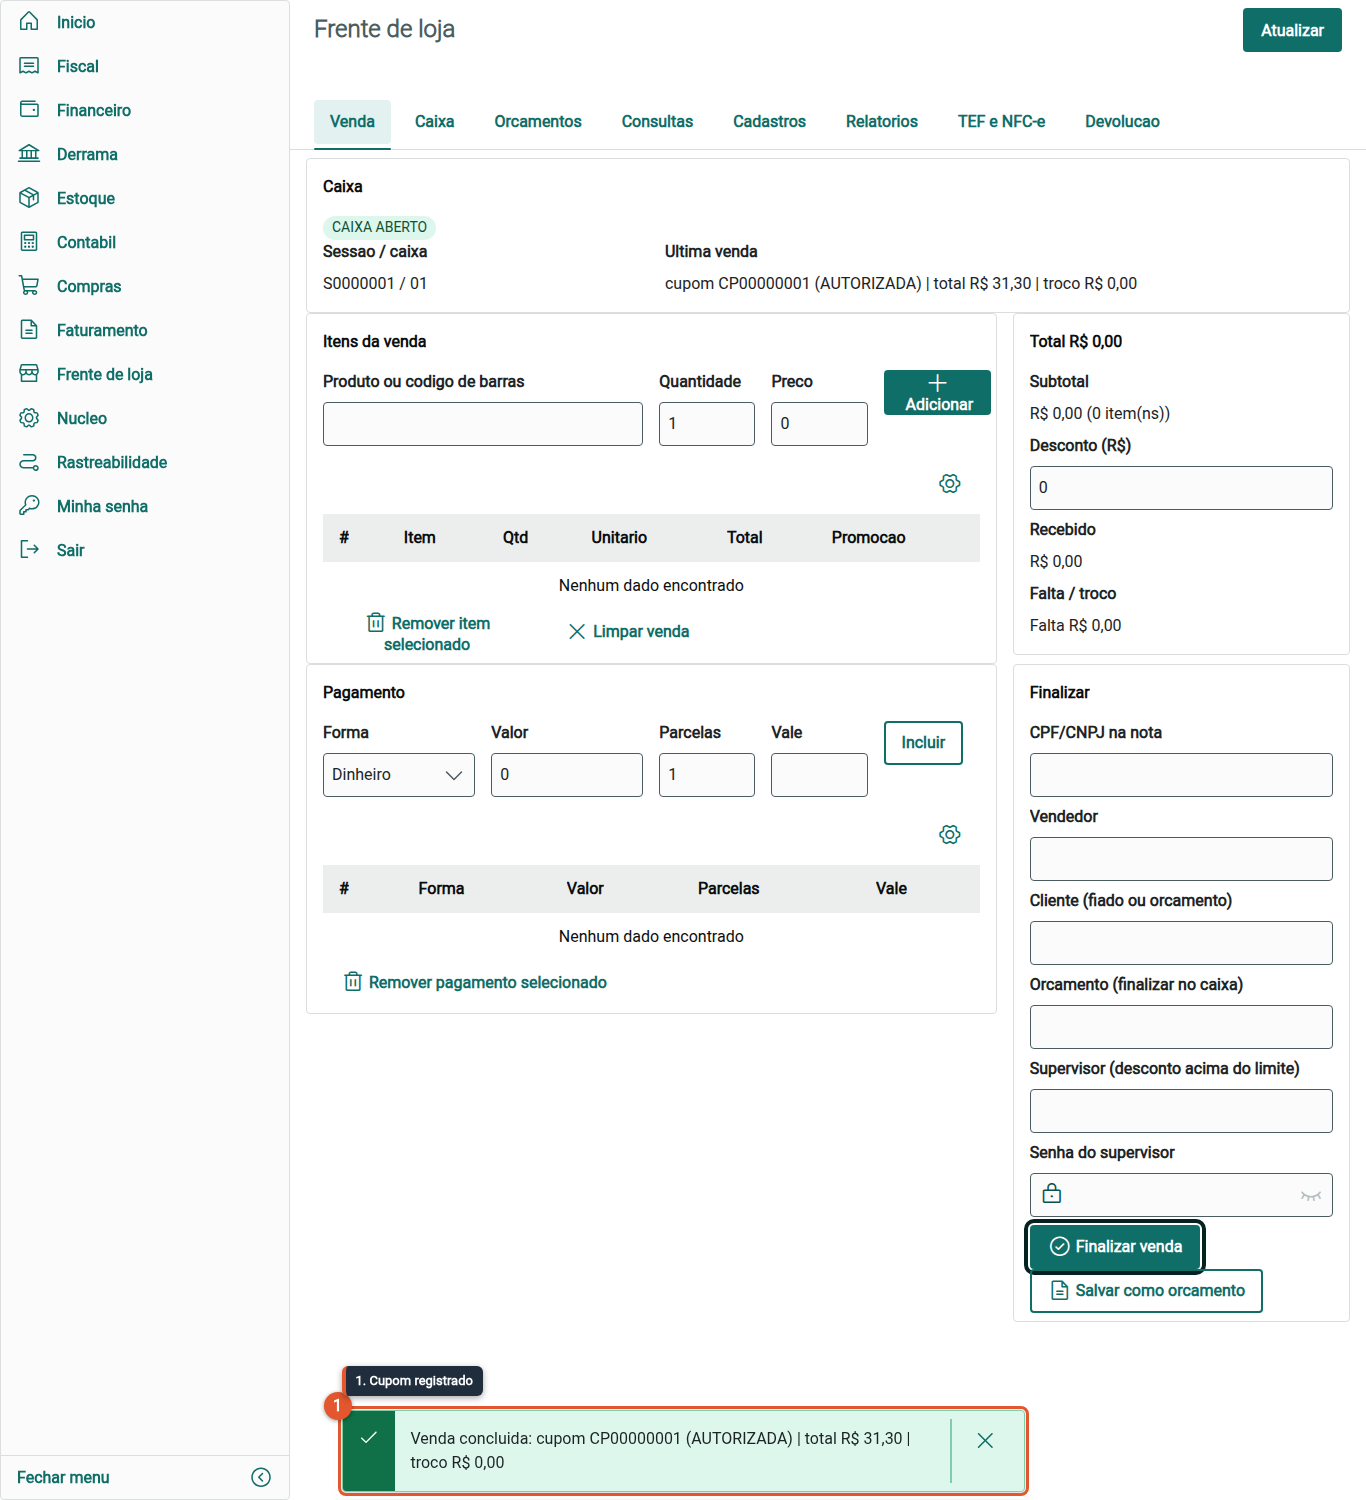 Inicio
Fiscal
Financeiro
Derrama
Estoque
Contabil
Compras
Faturamento
Frente de loja
Nucleo
Rastreabilidade
Minha senha
Sair
Fechar menu
Frente de loja
Atualizar
Venda
Caixa
Orcamentos
Consultas
Cadastros
Relatorios
TEF e NFC-e
Devolucao
Caixa
CAIXA ABERTO
Sessao / caixa
S0000001 / 01
Ultima venda
cupom CP00000001 (AUTORIZADA) | total R$ 31,30 | troco R$ 0,00
Itens da venda
Produto ou codigo de barras
Quantidade
1
Preco
0
Adicionar
# Item Qtd Unitario Total Promocao
Nenhum dado encontrado
Remover item
selecionado
Limpar venda
Total R$ 0,00
Subtotal
R$ 0,00 (0 item(ns))
Desconto (R$)
0
Recebido
R$ 0,00
Falta / troco
Falta R$ 0,00
Pagamento
Forma
Dinheiro
Valor
0
Parcelas
1
Vale
Incluir
# Forma Valor Parcelas Vale
Nenhum dado encontrado
Remover pagamento selecionado
Finalizar
CPF/CNPJ na nota
Vendedor
Cliente (fiado ou orcamento)
Orcamento (finalizar no caixa)
Supervisor (desconto acima do limite)
Senha do supervisor
Finalizar venda
Salvar como orcamento
1. Cupom registrado
1
Venda concluida: cupom CP00000001 (AUTORIZADA) | total R$ 31,30 |
troco R$ 0,00